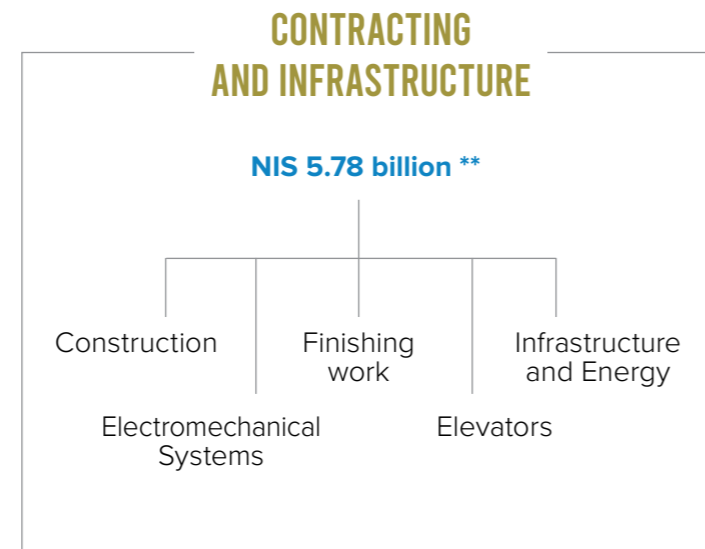 CONTRACTING
AND INFRASTRUCTURE
NIS 5.78 billion **
Construction
Finishing
work
Infrastructure
and Energy
Electromechanical
Systems
Elevators